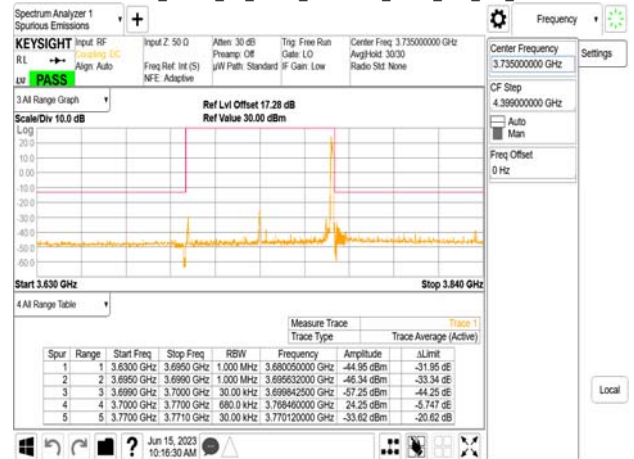 Spectrum Analyzer 1
Spurious Emissions
Frequency
KEYSIGHT
Input: RF
Coupling: DC
Align: Auto
Input Z: 50 Ω
Freq Ref: Int (S)
NFE: Adaptive
Atten: 30 dB
Preamp: Off
µW Path: Standard
Trig: Free Run
Gate: LO
IF Gain: Low
Center Freq: 3.735000000 GHz
Avg|Hold: 30/30
Radio Std: None
RL
PASS
Center Frequency
3.735000000 GHz
Settings
CF Step
4.399000000 GHz
Auto
Man
Freq Offset
0 Hz
Local
3 All Range Graph
Scale/Div 10.0 dB
Ref Lvl Offset 17.28 dB
Ref Value 30.00 dBm
Log
20.0
10.0
0.00
-10.0
-20.0
-30.0
-40.0
-50.0
-60.0
Start 3.630 GHz
Stop 3.840 GHz
4 All Range Table
Measure Trace Trace 1
Trace Type Trace Average (Active)
Spur Range Start Freq Stop Freq RBW Frequency Amplitude ΔLimit
1 1 3.6300 GHz 3.6950 GHz 1.000 MHz 3.680050000 GHz -44.95 dBm -31.95 dB
2 2 3.6950 GHz 3.6990 GHz 1.000 MHz 3.695632000 GHz -46.34 dBm -33.34 dB
3 3 3.6990 GHz 3.7000 GHz 30.00 kHz 3.699842500 GHz -57.25 dBm -44.25 dB
4 4 3.7000 GHz 3.7700 GHz 680.0 kHz 3.768460000 GHz 24.25 dBm -5.747 dB
5 5 3.7700 GHz 3.7710 GHz 30.00 kHz 3.770120000 GHz -33.62 dBm -20.62 dB
?
Jun 15, 2023
10:16:30 AM